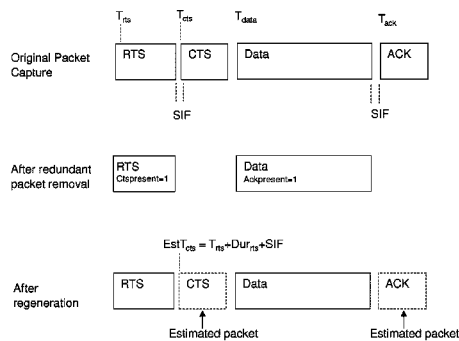 T_rts T_cts T_data T_ack
Original Packet
Capture
RTS CTS Data ACK
SIF SIF
After redundant
packet removal
RTS
Ctspresent=1
Data
Ackpresent=1
EstT_cts = T_rts+Dur_rts+SIF
After
regeneration
RTS CTS Data ACK
Estimated packet Estimated packet